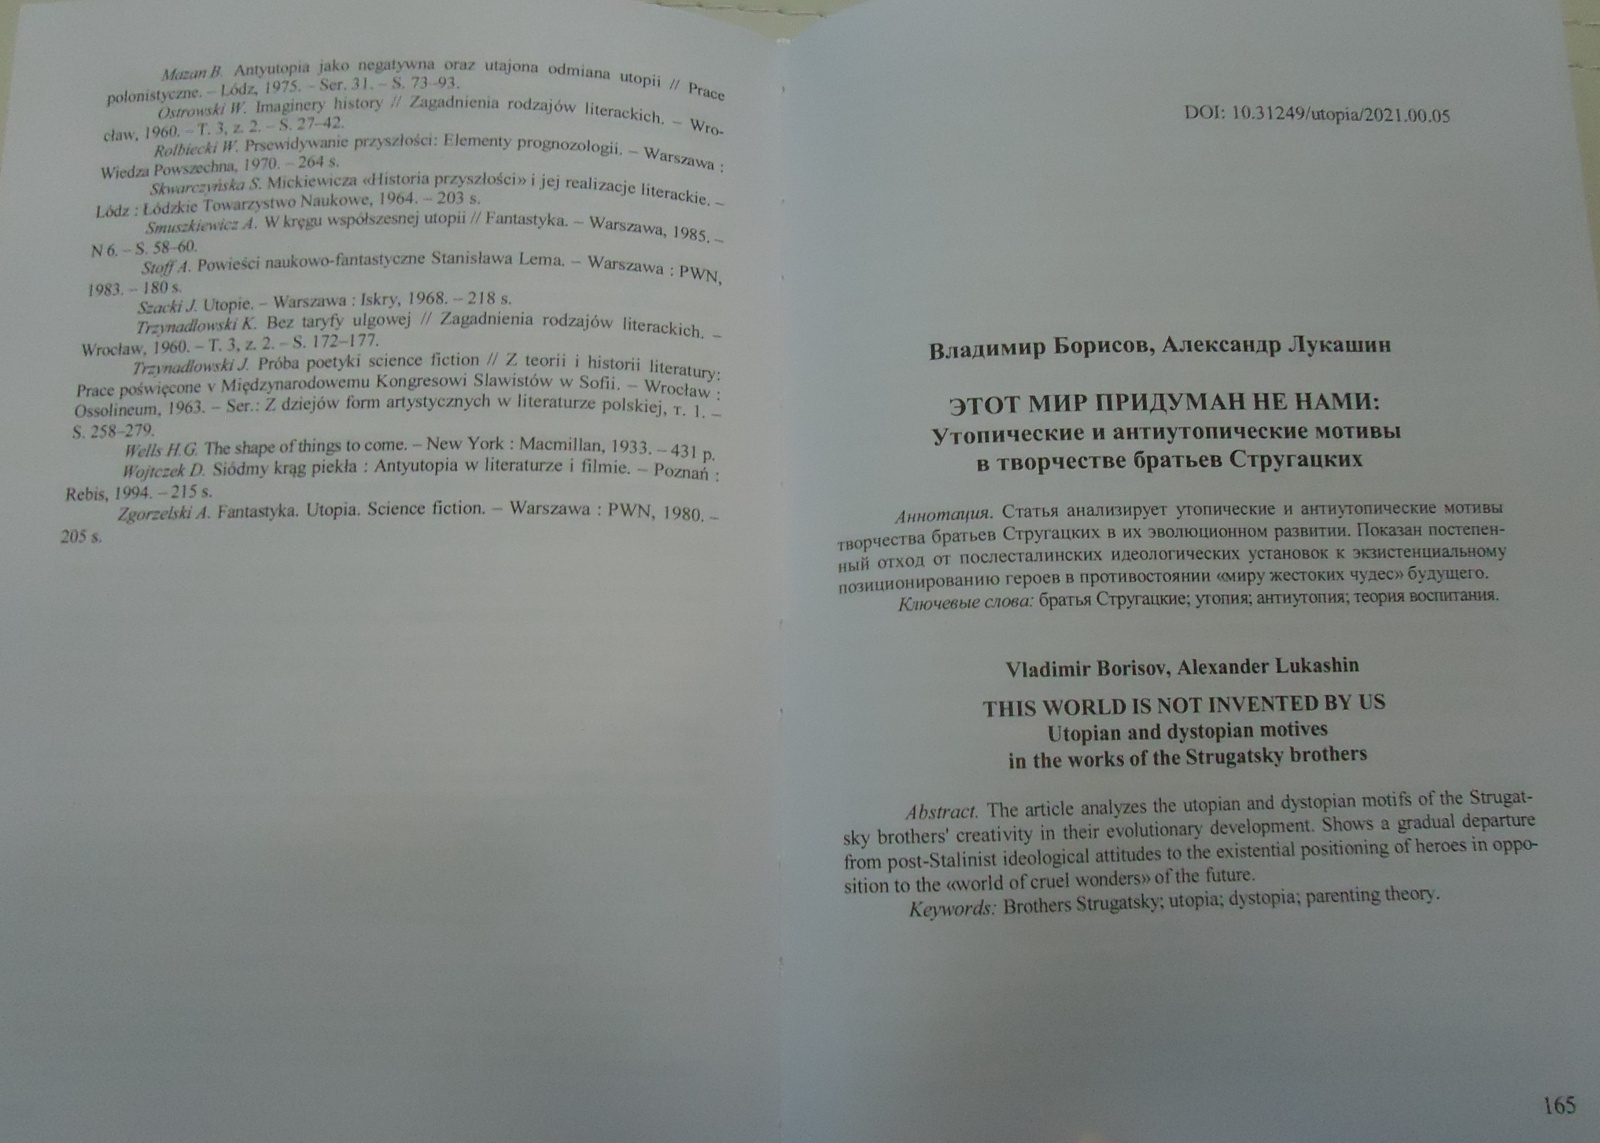 Mazan B. Antyutopia jako negatywna oraz utajona odmiana utopii // Prace
polonistyczne. – Lódz, 1975. – Ser. 31. – S. 73–93.
Ostrowski W. Imaginery history // Zagadnienia rodzajów literackich. – Wro-
cław, 1960. – T. 3, z. 2. – S. 27–42.
Rolbiecki W. Prsewidywanie przyszłości: Elementy prognozologii. – Warszawa :
Wiedza Powszechna, 1970. – 264 s.
Skwarczyńska S. Mickiewicza «Historia przyszłości» i jej realizacje literackie. –
Lódz : Łódzkie Towarzystwo Naukowe, 1964. – 203 s.
Smuszkiewicz A. W kręgu współszesnej utopii // Fantastyka. – Warszawa, 1985. –
N 6. – S. 58–60.
Stoff A. Powieści naukowo-fantastyczne Stanisława Lema. – Warszawa : PWN,
1983. – 180 s.
Szacki J. Utopie. – Warszawa : Iskry, 1968. – 218 s.
Trzynadlowski K. Bez taryfy ulgowej // Zagadnienia rodzajów literackich. –
Wrocław, 1960. – T. 3, z. 2. – S. 172–177.
Trzynadlowski J. Próba poetyki science fiction // Z teorii i historii literatury:
Prace poświęcone v Międzynarodowemu Kongresowi Slawistów w Sofii. – Wrocław :
Ossolineum, 1963. – Ser.: Z dziejów form artystycznych w literaturze polskiej, т. 1. –
S. 258–279.
Wells H.G. The shape of things to come. – New York : Macmillan, 1933. – 431 p.
Wojtczek D. Siódmy krąg piekła : Antyutopia w literaturze i filmie. – Poznań :
Rebis, 1994. – 215 s.
Zgorzelski A. Fantastyka. Utopia. Science fiction. – Warszawa : PWN, 1980. –
205 s.
DOI: 10.31249/utopia/2021.00.05
Владимир Борисов, Александр Лукашин
ЭТОТ МИР ПРИДУМАН НЕ НАМИ:
Утопические и антиутопические мотивы
в творчестве братьев Стругацких
Аннотация. Статья анализирует утопические и антиутопические мотивы
творчества братьев Стругацких в их эволюционном развитии. Показан постепен-
ный отход от послесталинских идеологических установок к экзистенциальному
позиционированию героев в противостоянии «миру жестоких чудес» будущего.
Ключевые слова: братья Стругацкие; утопия; антиутопия; теория воспитания.
Vladimir Borisov, Alexander Lukashin
THIS WORLD IS NOT INVENTED BY US
Utopian and dystopian motives
in the works of the Strugatsky brothers
Abstract. The article analyzes the utopian and dystopian motifs of the Strugat-
sky brothers' creativity in their evolutionary development. Shows a gradual departure
from post-Stalinist ideological attitudes to the existential positioning of heroes in oppo-
sition to the «world of cruel wonders» of the future.
Keywords: Brothers Strugatsky; utopia; dystopia; parenting theory.
165